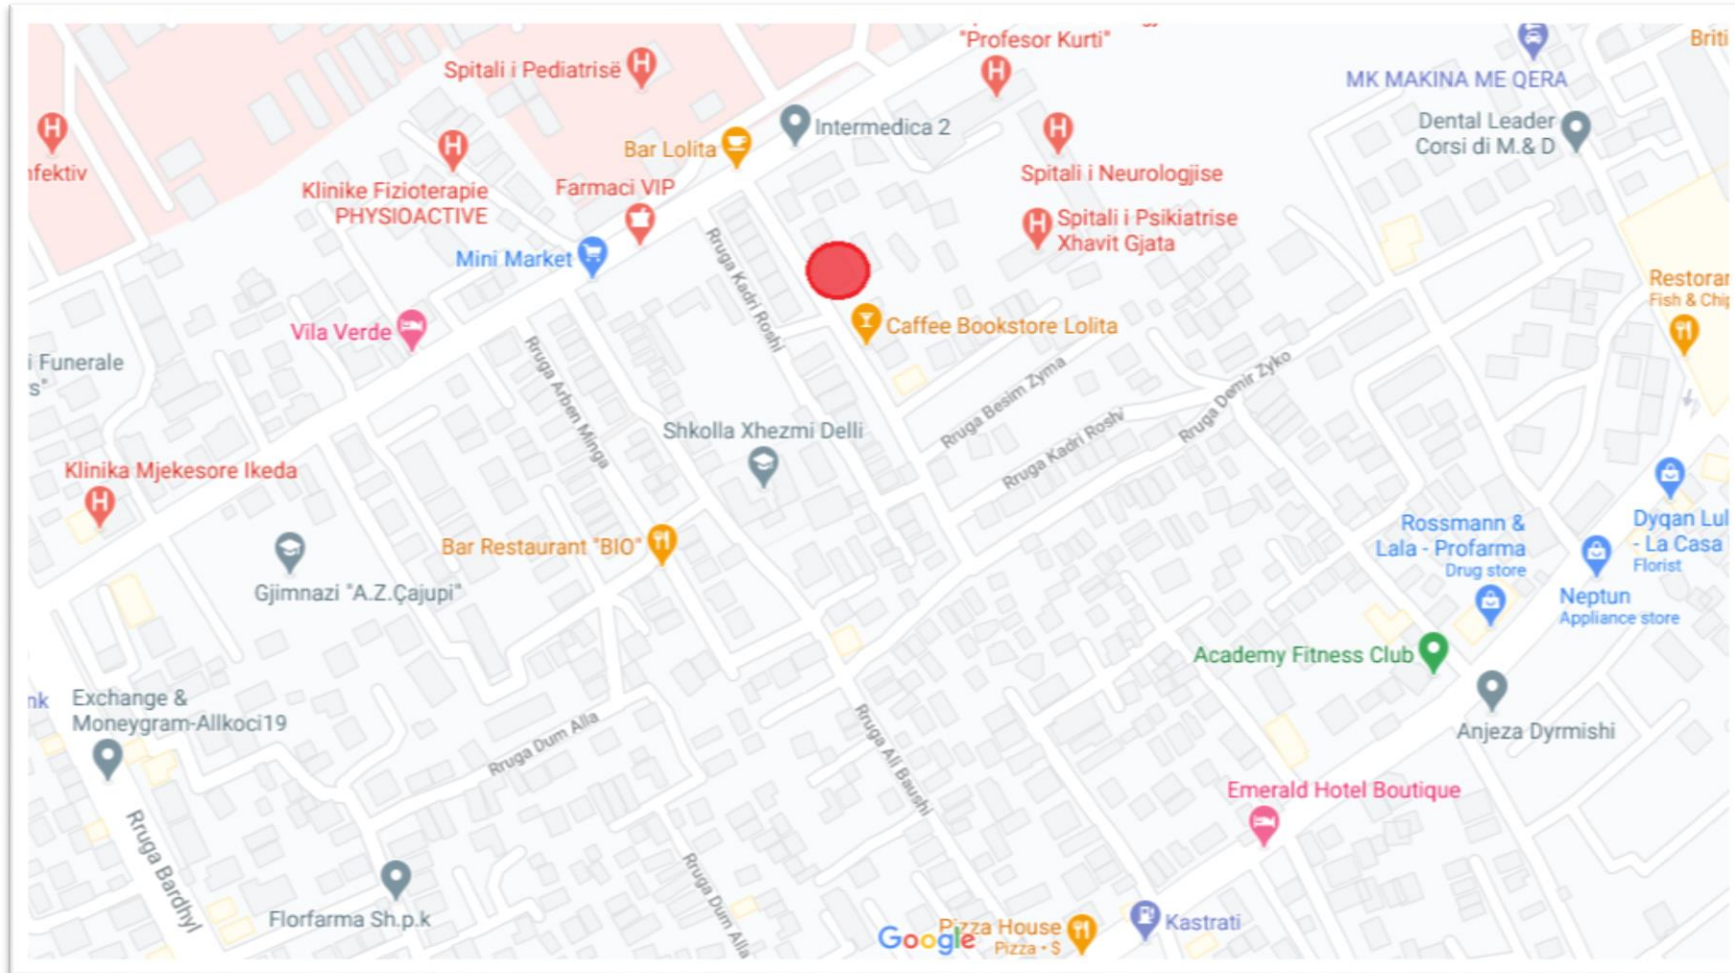 "Profesor Kurti"
Briti
Spitali i Pediatrisë
MK MAKINA ME QERA
Intermedica 2
Dental Leader
Corsi di M.& D
Bar Lolita
nfektiv
Klinike Fizioterapie
PHYSIOACTIVE
Farmaci VIP
Spitali i Neurologjise
Spitali i Psikiatrise
Xhavit Gjata
Mini Market
Rruga Kadri Roshi
Restorar
Fish & Chip
Vila Verde
Caffee Bookstore Lolita
i Funerale
s"
Rruga Arben Minga
Rruga Besim Zyma
Rruga Demir Zyko
Shkolla Xhezmi Delli
Rruga Kadri Roshi
Klinika Mjekesore Ikeda
Bar Restaurant "BIO"
Rossmann &
Lala - Profarma
Drug store
Dyqan Lul
- La Casa
Florist
Gjimnazi "A.Z.Çajupi"
Neptun
Appliance store
Academy Fitness Club
nk
Exchange &
Moneygram-Allkoci19
Rruga Dum Alla
Rruga Ali Baushi
Anjeza Dyrmishi
Emerald Hotel Boutique
Rruga Bardhyl
Rruga Dum Alla
Florfarma Sh.p.k
Pizza House
Pizza • $
Google
Kastrati